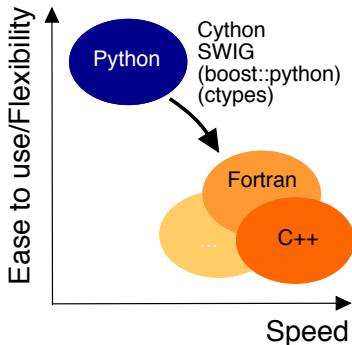 Cython
SWIG
(boost::python)
(ctypes)
Python
Fortran
...
C++
Ease to use/Flexibility
Speed